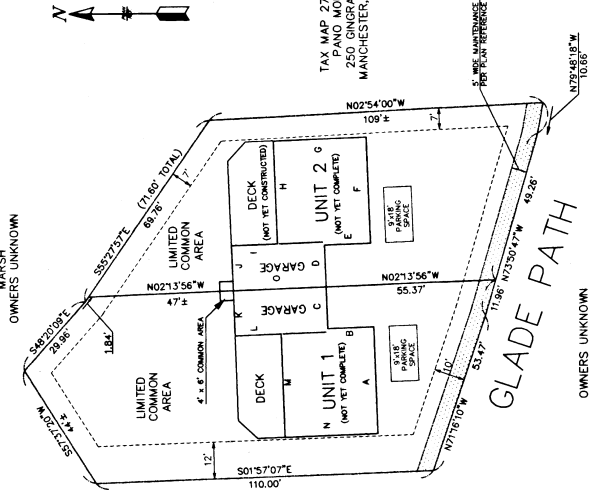 N
MARSH
OWNERS UNKNOWN
TAX MAP 27
PANO MO
250 GINGRA
MANCHESTER,
S48°20'09"E
29.96'
1.84'
S55°27'57"E
(71.60' TOTAL)
69.76'
7'
S57°37'20"W
44'±
LIMITED
COMMON
AREA
LIMITED
COMMON
AREA
N02°13'56"W
47'±
4' x 6' COMMON AREA
N02°54'00"W
109'±
7'
5' WIDE MAINTENANCE
PER PLAN REFERENCE
N79°48'18"W
10.66'
DECK
DECK
(NOT YET CONSTRUCTED)
L
K
J
I
M
H
GARAGE
O
GARAGE
N
UNIT 1
(NOT YET COMPLETE)
A
B
C
D
UNIT 2
(NOT YET COMPLETE)
G
E
F
9'x18'
PARKING
SPACE
9'x18'
PARKING
SPACE
N02°13'56"W
55.37'
12'
S01°57'07"E
110.00'
10'
N71°16'10"W
53.47'
11.96'
N73°50'47"W
49.26'
GLADE PATH
OWNERS UNKNOWN